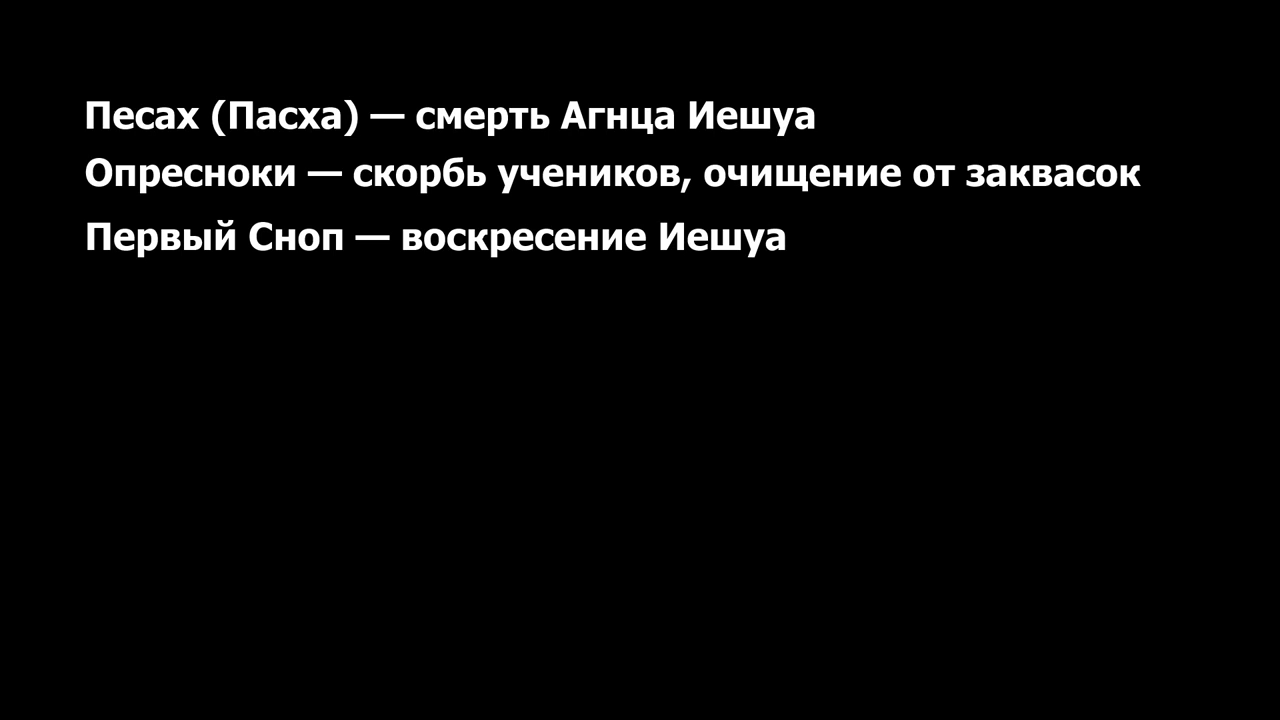 Песах (Пасха) — смерть Агнца Иешуа
Опресноки — скорбь учеников, очищение от заквасок
Первый Сноп — воскресение Иешуа